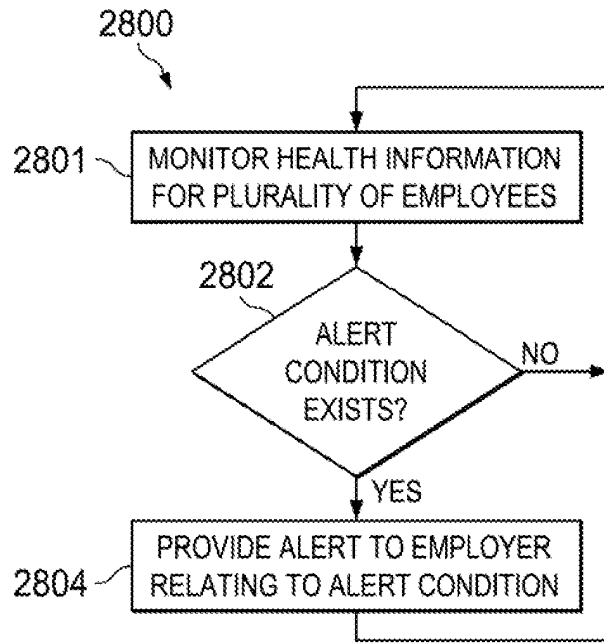 2800
2801
MONITOR HEALTH INFORMATION
FOR PLURALITY OF EMPLOYEES
2802
ALERT
CONDITION
EXISTS?
NO
YES
2804
PROVIDE ALERT TO EMPLOYER
RELATING TO ALERT CONDITION